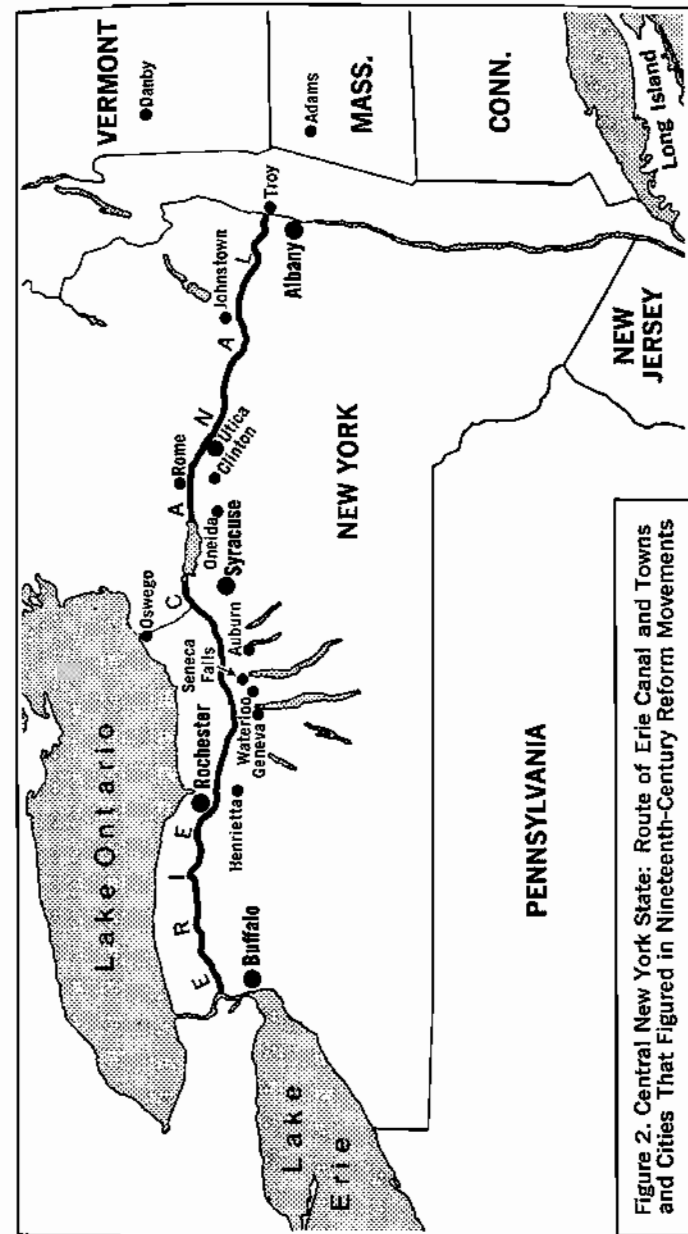 VERMONT
Danby
Adams
MASS.
CONN.
Long Island
Lake Ontario
Oswego
Rome
Utica
Clinton
Oneida
Syracuse
Johnstown
Troy
Albany
ERIE CANAL
Rochester
Henrietta
Seneca
Falls
Auburn
Waterloo
Geneva
Buffalo
Lake
Erie
NEW YORK
NEW
JERSEY
PENNSYLVANIA
Figure 2. Central New York State: Route of Erie Canal and Towns
and Cities That Figured in Nineteenth-Century Reform Movements